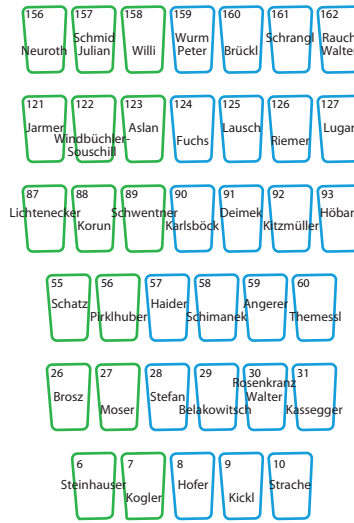 156 157 158 159 160 161 162
Neuroth Schmid Julian Willi Wurm Peter Brückl Schrangl Rauch Walter
121 122 123 124 125 126 127
Jarmer Windbüchler-Souschill Aslan Fuchs Lausch Riemer Lugar
87 88 89 90 91 92 93
Lichtenecker Korun Schwentner Karlsböck Deimek Kitzmüller Höbar
55 56 57 58 59 60
Schatz Pirklhuber Haider Schimanek Angerer Themessl
26 27 28 29 30 31
Brosz Moser Stefan Belakowitsch Rosenkranz Walter Kassegger
6 7 8 9 10
Steinhauser Kogler Hofer Kickl Strache